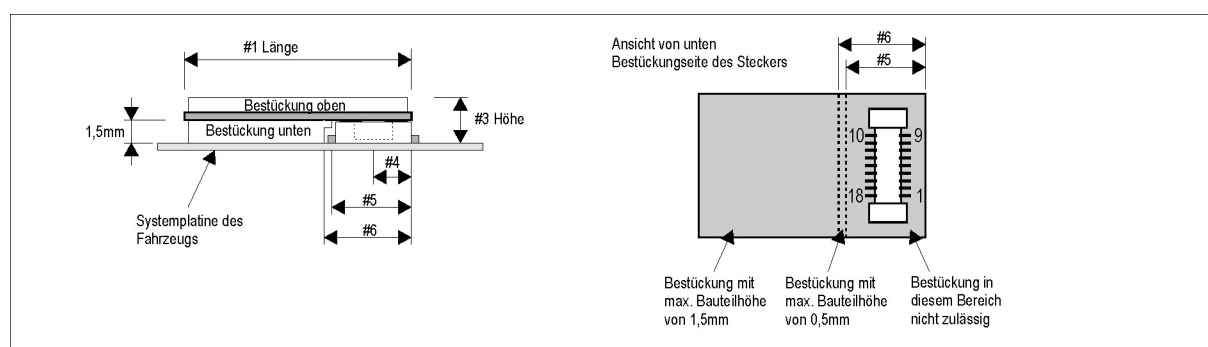 #1 Länge
Bestückung oben
#3 Höhe
1,5mm
Bestückung unten
#4
#5
#6
Systemplatine des
Fahrzeugs
Ansicht von unten
Bestückungseite des Steckers
#6
#5
10
9
18
1
Bestückung mit
max. Bauteilhöhe
von 1,5mm
Bestückung mit
max. Bauteilhöhe
von 0,5mm
Bestückung in
diesem Bereich
nicht zulässig